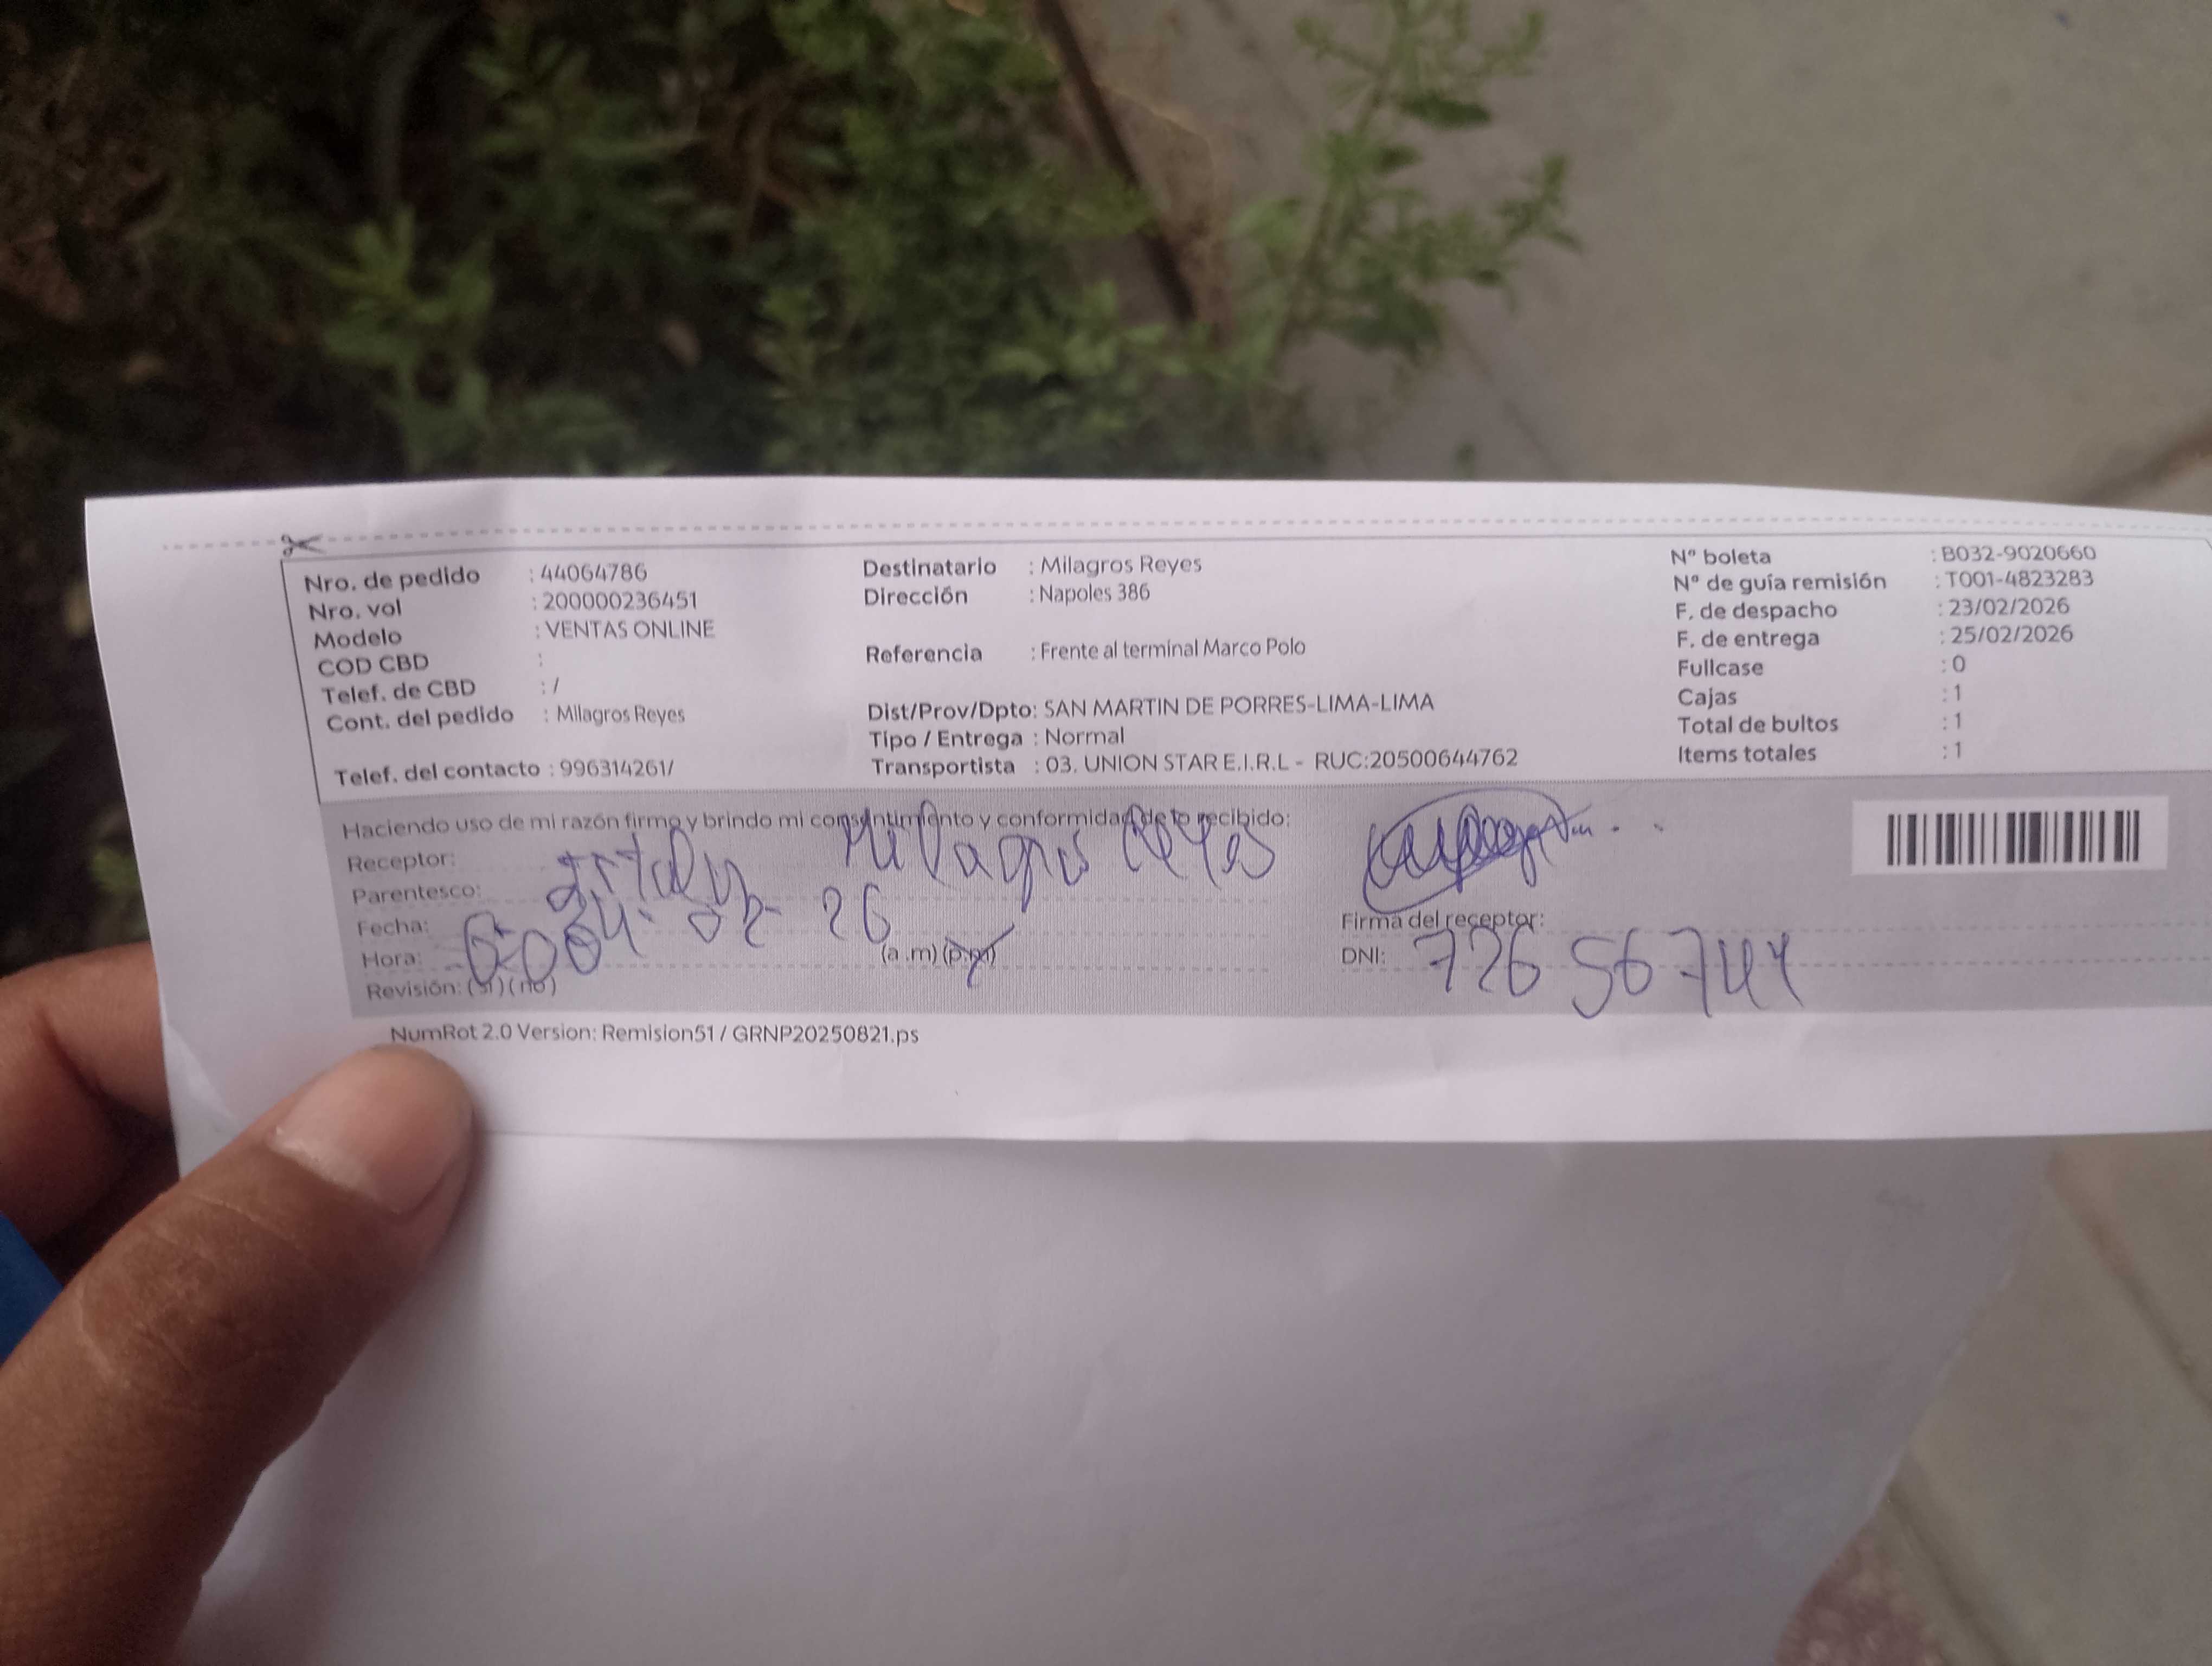 Nro. de pedido : 44064786
Nro. vol : 200000236451
Modelo : VENTAS ONLINE
COD CBD :
Telef. de CBD : /
Cont. del pedido : Milagros Reyes
Telef. del contacto : 996314261/
Destinatario : Milagros Reyes
Dirección : Napoles 386
Referencia : Frente al terminal Marco Polo
Dist/Prov/Dpto: SAN MARTIN DE PORRES-LIMA-LIMA
Tipo / Entrega : Normal
Transportista : 03. UNION STAR E.I.R.L - RUC:20500644762
N° boleta : B032-9020660
N° de guía remisión : T001-4823283
F. de despacho : 23/02/2026
F. de entrega : 25/02/2026
Fullcase : 0
Cajas : 1
Total de bultos : 1
Items totales : 1
Haciendo uso de mi razón firmo y brindo mi consentimiento y conformidad de lo recibido:
Receptor: Milagros Reyes
Parentesco:
Fecha: 02- 26
Hora: (a.m) (p.m)
Revisión: (si) (no)
Firma del receptor:
DNI:
NumRot 2.0 Version: Remision51 / GRNP20250821.ps